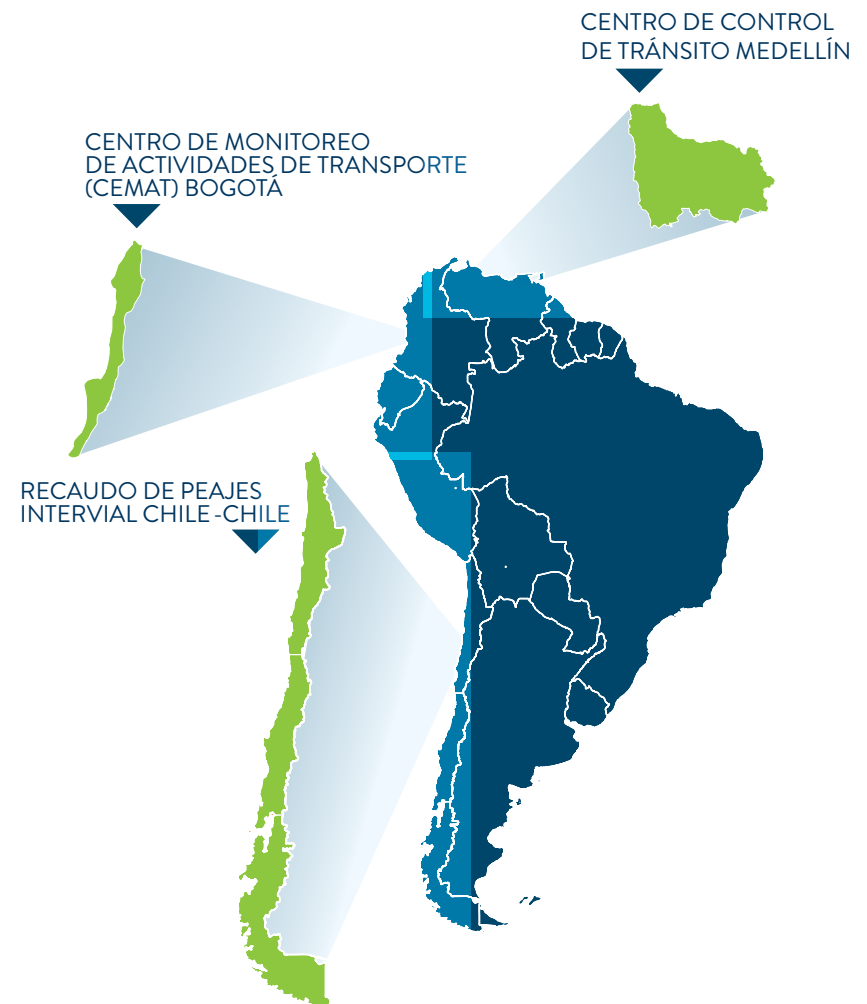 CENTRO DE CONTROL
DE TRÁNSITO MEDELLÍN
CENTRO DE MONITOREO
DE ACTIVIDADES DE TRANSPORTE
(CEMAT) BOGOTÁ
RECAUDO DE PEAJES
INTERVIAL CHILE-CHILE